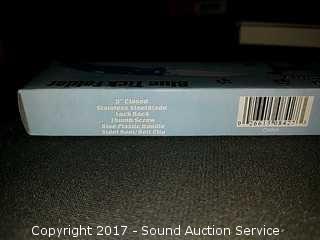 Blue Tick Folder
3" Closed
Stainless Steel Blade
Lock Back
Thumb Screw
Blue Plastic Handle
Steel Boot/Belt Clip
Copyright 2017 - Sound Auction Service